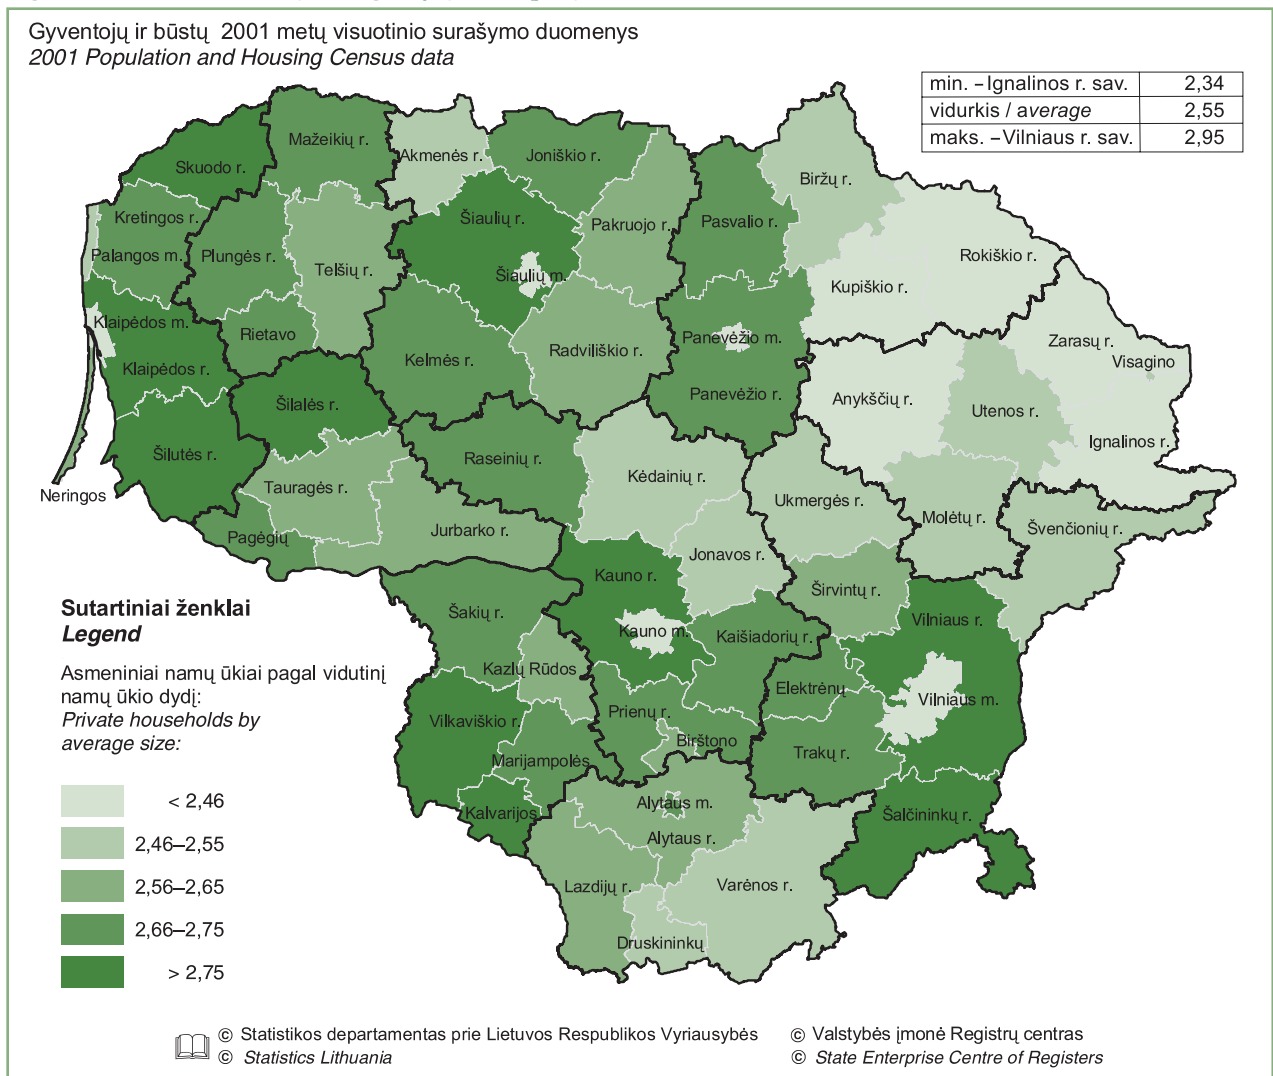 Gyventojų ir būstų 2001 metų visuotinio surašymo duomenys
2001 Population and Housing Census data
min. – Ignalinos r. sav. 2,34
vidurkis / average 2,55
maks. – Vilniaus r. sav. 2,95
Skuodo r.
Mažeikių r.
Akmenės r.
Joniškio r.
Biržų r.
Kretingos r.
Šiaulių r.
Pakruojo r.
Pasvalio r.
Palangos m.
Plungės r.
Telšių r.
Šiaulių m.
Rokiškio r.
Kupiškio r.
Klaipėdos m.
Rietavo
Radviliškio r.
Panevėžio m.
Zarasų r.
Visagino
Klaipėdos r.
Kelmės r.
Panevėžio r.
Anykščių r.
Utenos r.
Šilalės r.
Ignalinos r.
Šilutės r.
Raseinių r.
Kėdainių r.
Neringos
Tauragės r.
Ukmergės r.
Molėtų r.
Švenčionių r.
Pagėgių
Jurbarko r.
Jonavos r.
Kauno r.
Širvintų r.
Šakių r.
Vilniaus r.
Kauno m.
Kaišiadorių r.
Kazlų Rūdos
Elektrėnų
Vilniaus m.
Vilkaviškio r.
Prienų r.
Birštono
Trakų r.
Marijampolės
Kalvarijos
Alytaus m.
Šalčininkų r.
Alytaus r.
Lazdijų r.
Varėnos r.
Druskininkų
Sutartiniai ženklai
Legend
Asmeniniai namų ūkiai pagal vidutinį
namų ūkio dydį:
Private households by
average size:
< 2,46
2,46–2,55
2,56–2,65
2,66–2,75
> 2,75
© Statistikos departamentas prie Lietuvos Respublikos Vyriausybės
© Statistics Lithuania
© Valstybės įmonė Registrų centras
© State Enterprise Centre of Registers